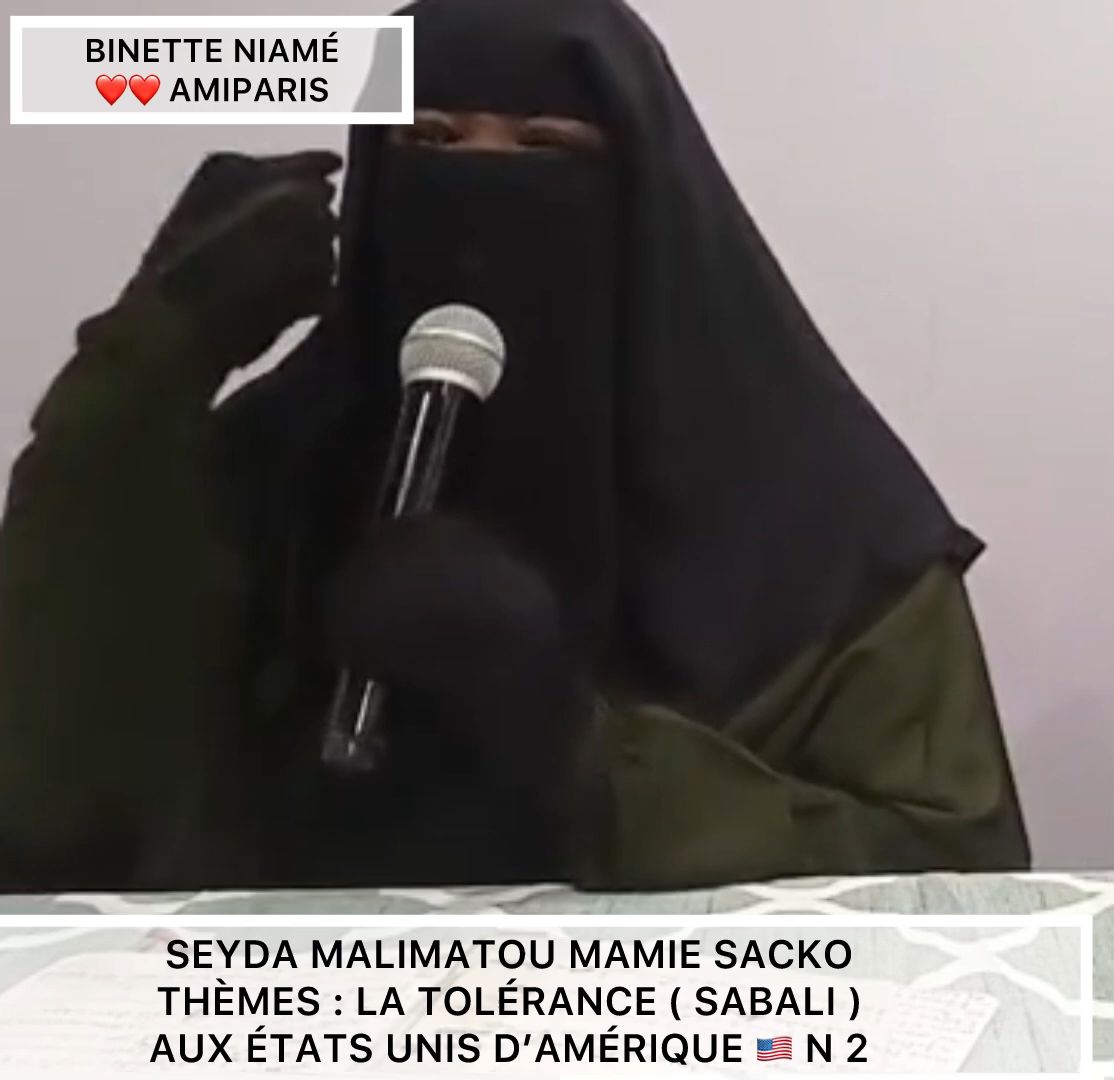 BINETTE NIAMÉ
❤️❤️ AMIPARIS
SEYDA MALIMATOU MAMIE SACKO
THÈMES : LA TOLÉRANCE ( SABALI )
AUX ÉTATS UNIS D’AMÉRIQUE 🇺🇸 N 2